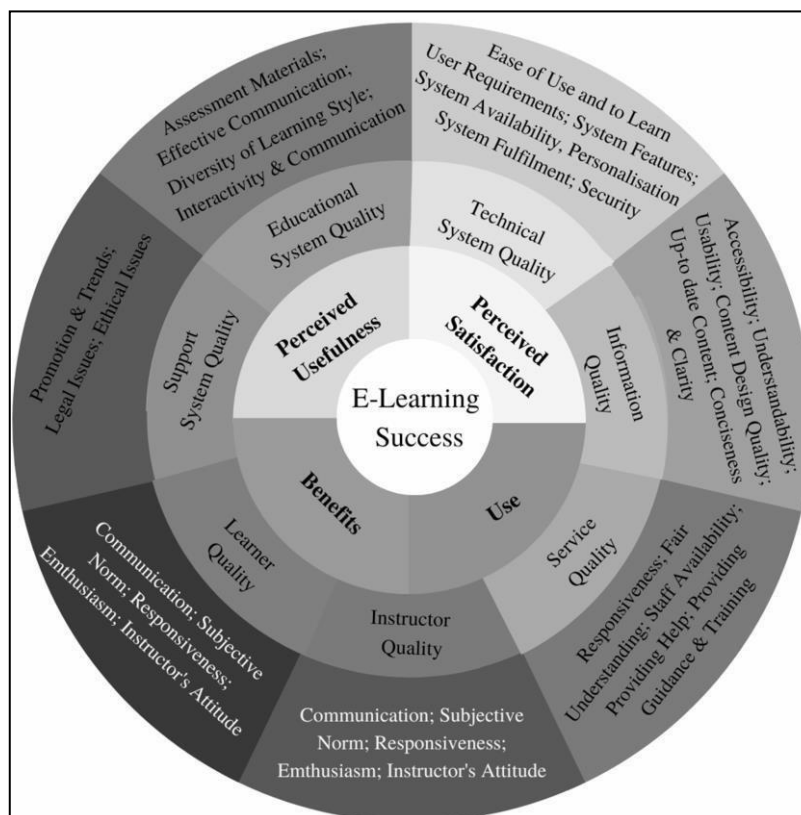 Assessment Materials;
Effective Communication;
Diversity of Learning Style;
Interactivity & Communication
Ease of Use and to Learn
User Requirements; System Features;
System Availability, Personalisation
System Fulfilment; Security
Educational
System Quality
Technical
System Quality
Promotion & Trends;
Legal Issues; Ethical Issues
Support
System Quality
Perceived
Usefulness
Perceived
Satisfaction
Information
Quality
Accessibility; Understandability;
Usability; Content Design Quality;
Up-to date Content; Conciseness
& Clarity
E-Learning
Success
Benefits
Use
Learner
Quality
Instructor
Quality
Service
Quality
Communication; Subjective
Norm; Responsiveness;
Emthusiasm; Instructor's Attitude
Communication; Subjective
Norm; Responsiveness;
Emthusiasm; Instructor's Attitude
Responsiveness; Fair
Understanding; Staff Availability;
Providing Help; Providing
Guidance & Training